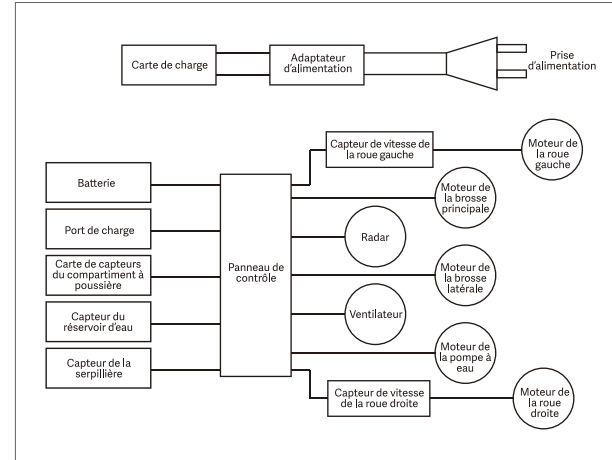 Carte de charge
Adaptateur
d'alimentation
Prise
d'alimentation
Capteur de vitesse de
la roue gauche
Moteur de
la roue
gauche
Batterie
Moteur de
la brosse
principale
Port de charge
Radar
Carte de capteurs
du compartiment à
poussière
Panneau de
contrôle
Moteur de
la brosse
latérale
Capteur du
réservoir d'eau
Ventilateur
Capteur de la
serpillière
Moteur de
la pompe à
eau
Capteur de vitesse
de la roue droite
Moteur de
la roue
droite